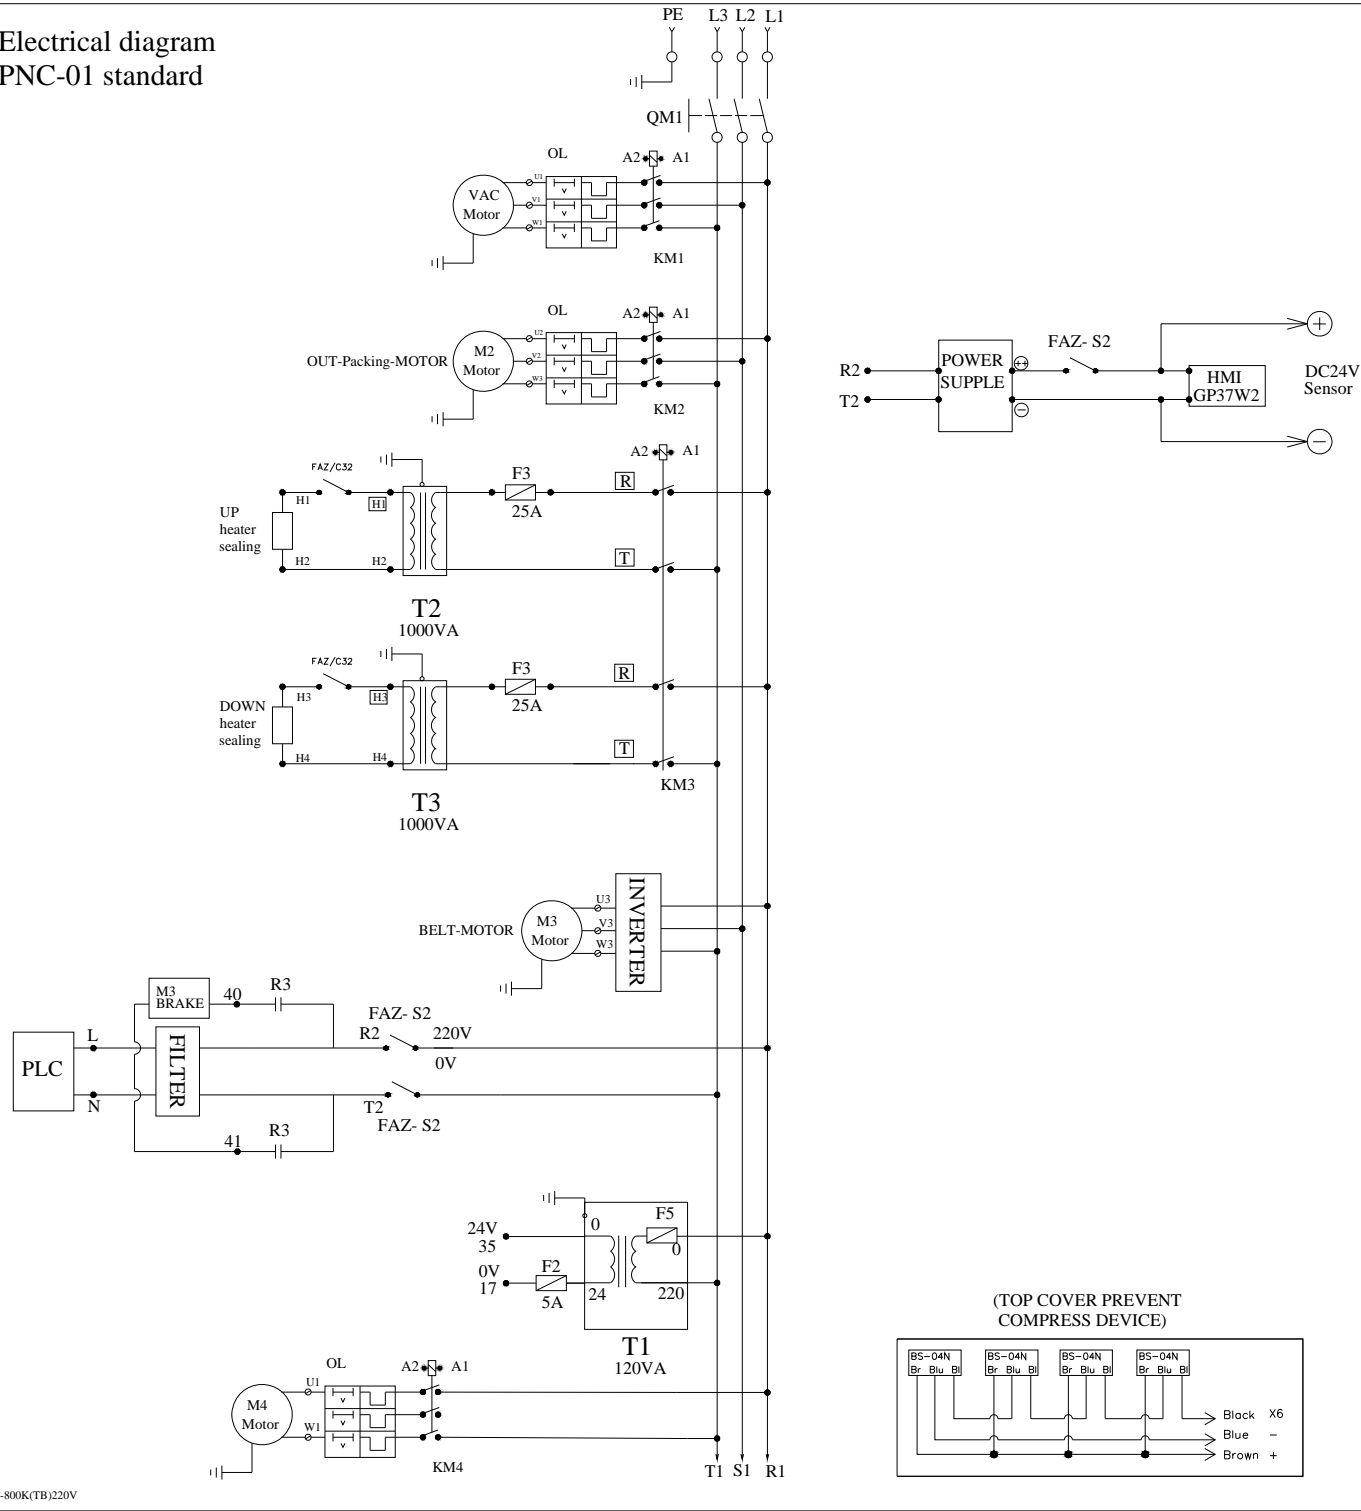 Electrical diagram
PNC-01 standard
PE L3 L2 L1
QM1
OL A2 A1
VAC
Motor
U1
V1
W1
KM1
OL A2 A1
OUT-Packing-MOTOR
M2
Motor
U2
V2
W3
KM2
R2
T2
POWER
SUPPLE
++
−
FAZ- S2
HMI
GP37W2
+
DC24V
Sensor
−
A2 A1
FAZ/C32
F3
R
H1 H1
25A
UP
heater
sealing
H2 H2
T
T2
1000VA
FAZ/C32
F3
R
H3 H3
25A
DOWN
heater
sealing
H4 H4
T
KM3
T3
1000VA
BELT-MOTOR
M3
Motor
U3
V3
W3
INVERTER
M3
BRAKE
40
R3
FAZ- S2
R2 220V
0V
PLC
L
N
FILTER
T2
FAZ- S2
41
R3
24V
35
0V
17
F2
5A
0
24
F5
0
220
T1
120VA
OL A2 A1
M4
Motor
U1
W1
KM4
T1 S1 R1
(TOP COVER PREVENT
COMPRESS DEVICE)
BS-04N BS-04N BS-04N BS-04N
Br Blu Bl Br Blu Bl Br Blu Bl Br Blu Bl
Black X6
Blue −
Brown +
-800K(TB)220V